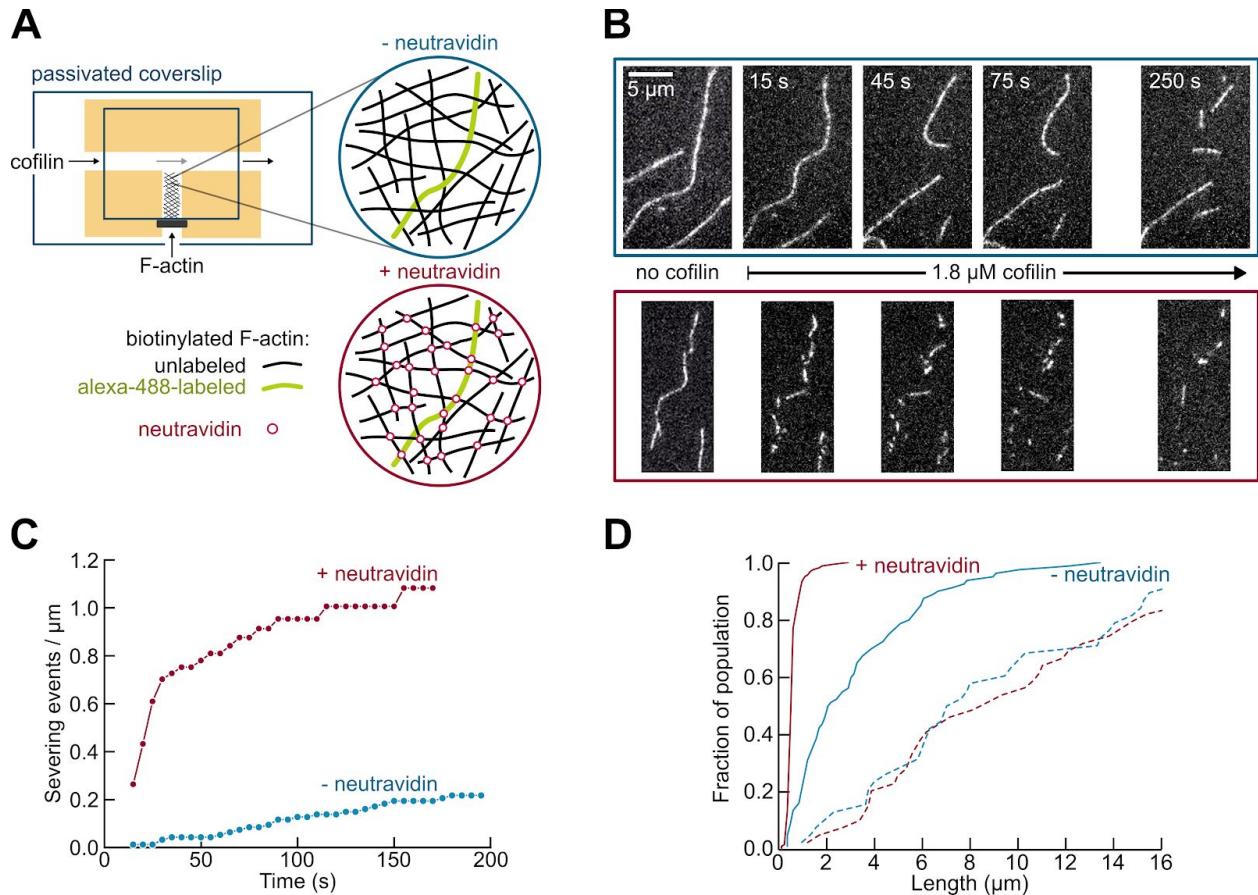 A
- neutravidin
passivated coverslip
cofilin
F-actin
+ neutravidin
biotinylated F-actin:
unlabeled
alexa-488-labeled
neutravidin
B
5 µm
15 s
45 s
75 s
250 s
no cofilin
1.8 µM cofilin
C
1.2
1.0
0.8
0.6
0.4
0.2
0
Severing events / µm
+ neutravidin
- neutravidin
0
50
100
150
200
Time (s)
D
1.0
0.8
0.6
0.4
0.2
0
Fraction of population
+ neutravidin
- neutravidin
0
2
4
6
8
10
12
14
16
Length (µm)